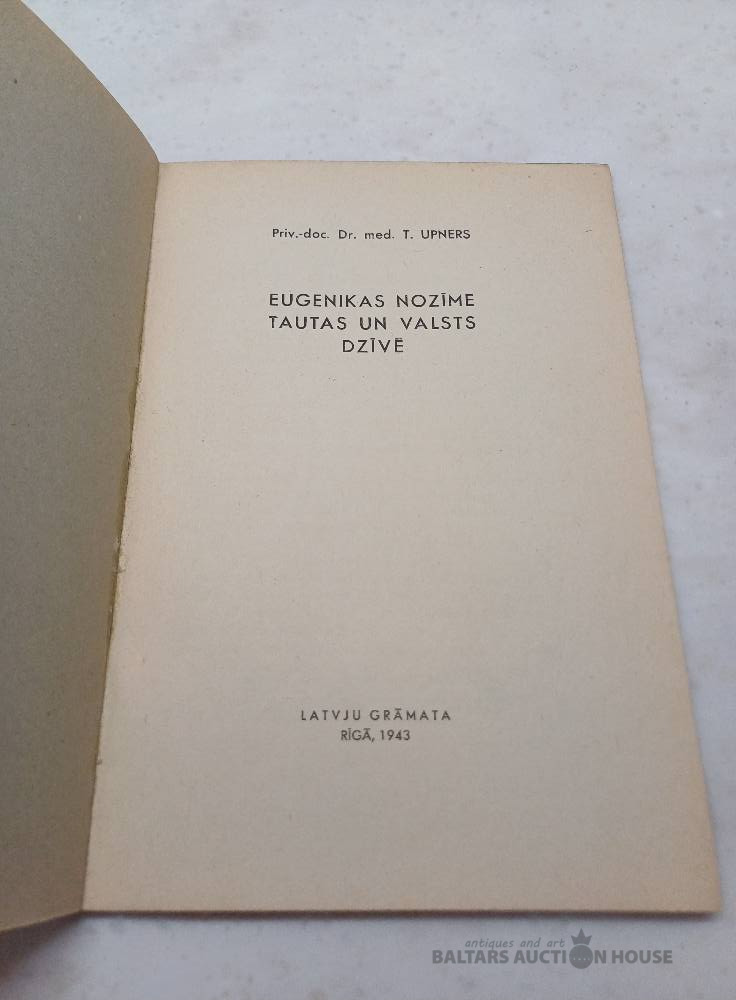 Priv.-doc. Dr. med. T. UPNERS
EUGENIKAS NOZĪME
TAUTAS UN VALSTS
DZĪVĒ
LATVJU GRĀMATA
RĪGĀ, 1943
antiques and art
BALTARS AUCTION HOUSE